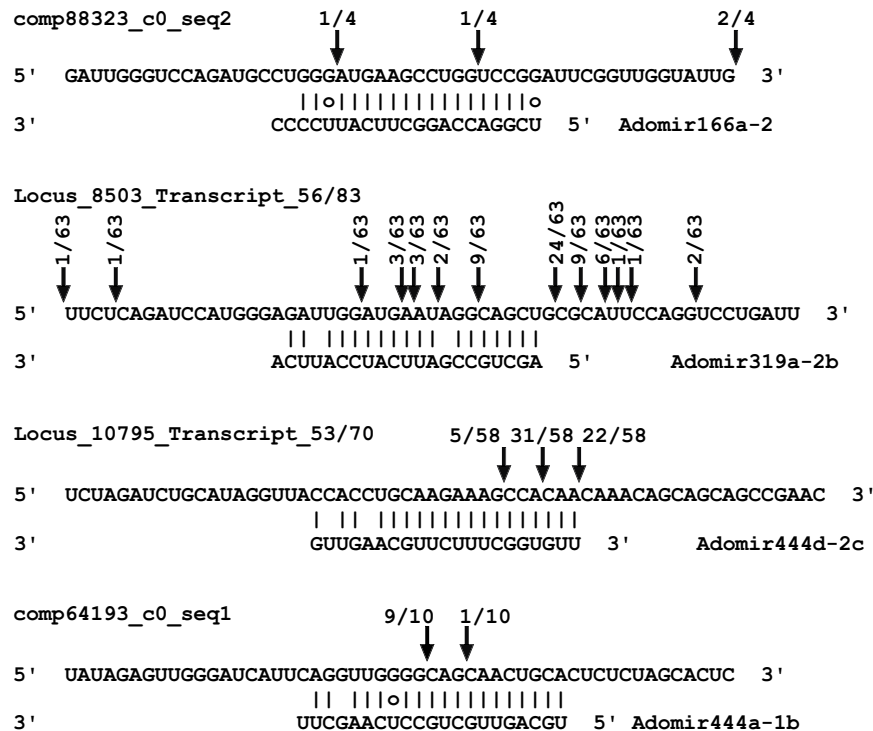 comp88323_c0_seq2 1/4 1/4 2/4
5' GAUUGGGUCCAGAUGCCUGGGAUGAAGCCUGGUCCGGAUUCGGUUGGUAUUG 3'
||o||||||||||||||||o
3' CCCCUUACUUCGGACCAGGCU 5' Adomir166a-2
Locus_8503_Transcript_56/83
1/63 1/63 1/63 3/63 3/63 2/63 9/63 24/63 9/63 6/63 1/63 1/63 2/63
5' UUCUCAGAUCCAUGGGAGAUUGGAUGAAUAGGCAGCUGCGCAUUCCAGGUCCUGAUU 3'
|| ||||||||| |||||||
3' ACUUACCUACUUAGCCGUCGA 5' Adomir319a-2b
Locus_10795_Transcript_53/70 5/58 31/58 22/58
5' UCUAGAUCUGCAUAGGUUACCACCUGCAAGAAAGCCACAACAAACAGCAGCAGCCGAAC 3'
| || ||||||||||||||||
3' GUUGAACGUUCUUUCGGUGUU 3' Adomir444d-2c
comp64193_c0_seq1 9/10 1/10
5' UAUAGAGUUGGGAUCAUUCAGGUUGGGGCAGCAACUGCACUCUCUAGCACUC 3'
|| |||o|||||||||||||
3' UUCGAACUCCGUCGUUGACGU 5' Adomir444a-1b